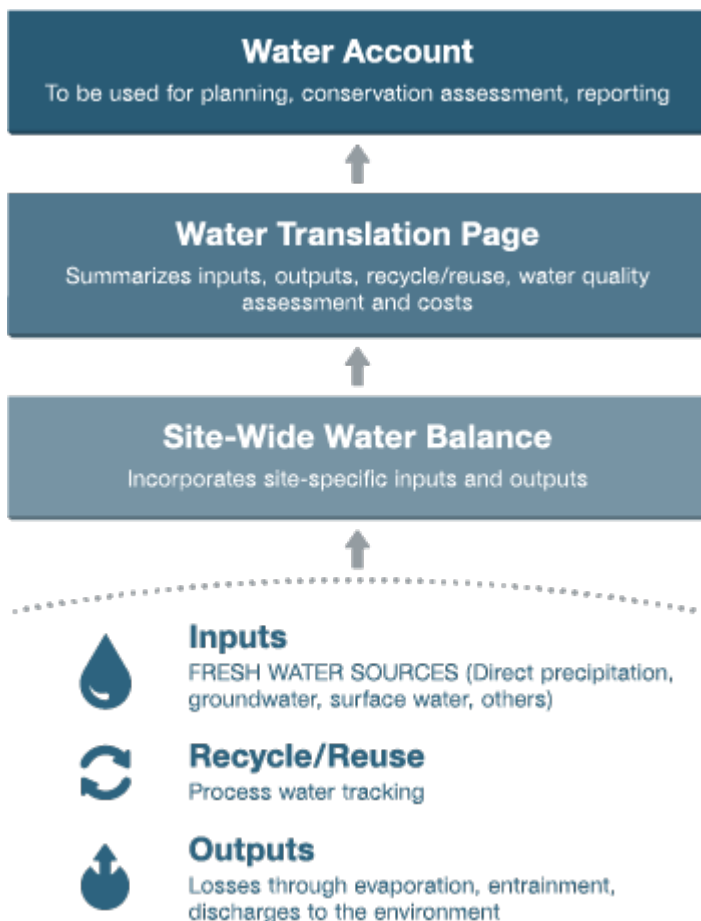 Water Account
To be used for planning, conservation assessment, reporting
Water Translation Page
Summarizes inputs, outputs, recycle/reuse, water quality
assessment and costs
Site-Wide Water Balance
Incorporates site-specific inputs and outputs
Inputs
FRESH WATER SOURCES (Direct precipitation,
groundwater, surface water, others)
Recycle/Reuse
Process water tracking
Outputs
Losses through evaporation, entrainment,
discharges to the environment